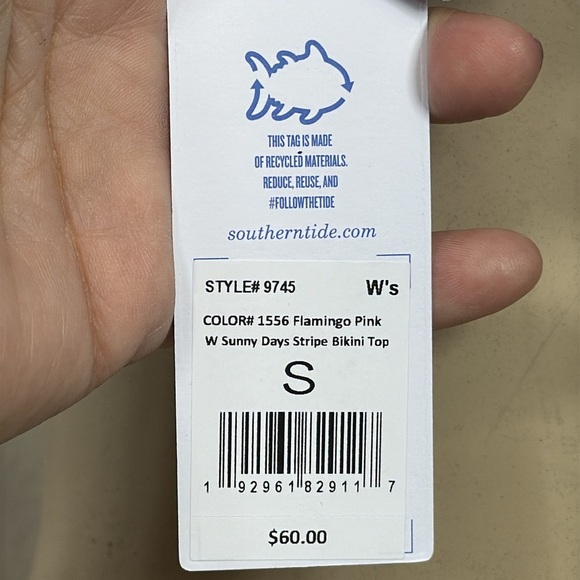 THIS TAG IS MADE
OF RECYCLED MATERIALS.
REDUCE, REUSE, AND
#FOLLOWTHETIDE
southerntide.com
STYLE# 9745 W's
COLOR# 1556 Flamingo Pink
W Sunny Days Stripe Bikini Top
S
1 92961 82911 7
$60.00